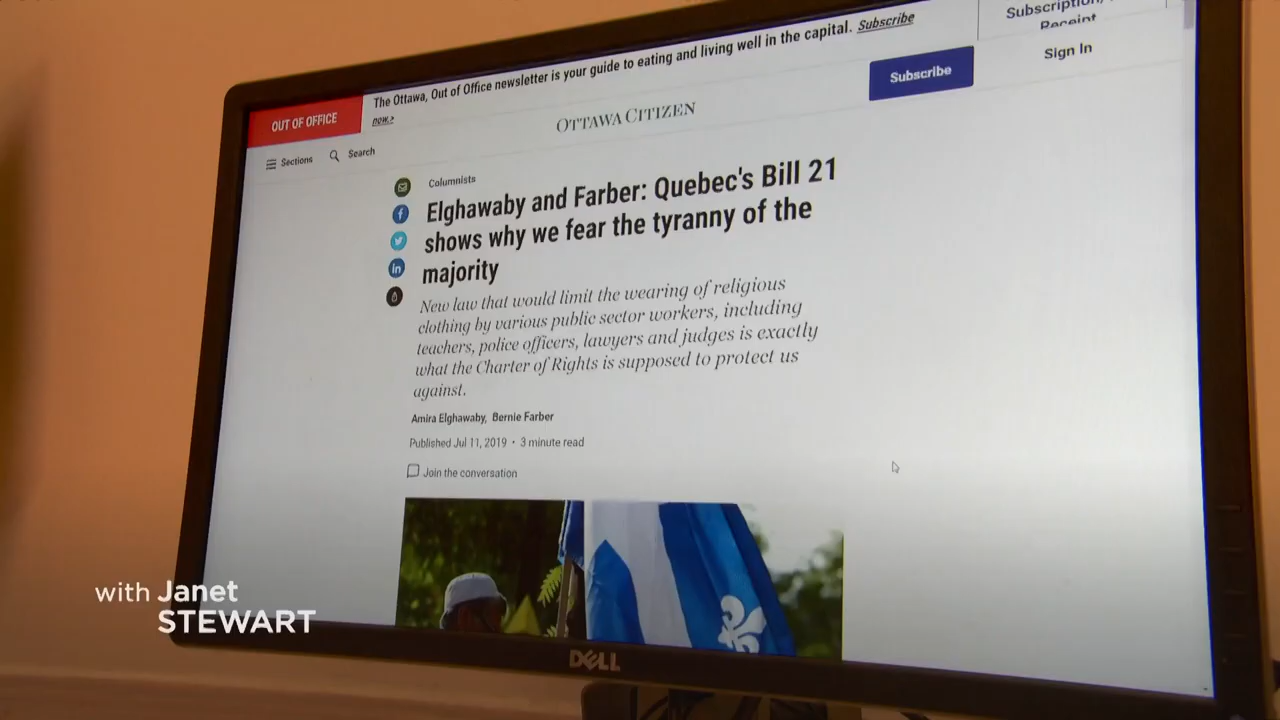 The Ottawa, Out of Office newsletter is your guide to eating and living well in the capital. Subscribe
now.>
OUT OF OFFICE
Subscription/
Receipt
Subscribe
Sign In
OTTAWA CITIZEN
Sections
Search
Columnists
Elghawaby and Farber: Quebec's Bill 21
shows why we fear the tyranny of the
majority
New law that would limit the wearing of religious
clothing by various public sector workers, including
teachers, police officers, lawyers and judges is exactly
what the Charter of Rights is supposed to protect us
against.
Amira Elghawaby, Bernie Farber
Published Jul 11, 2019 • 3 minute read
Join the conversation
with Janet
STEWART
DELL